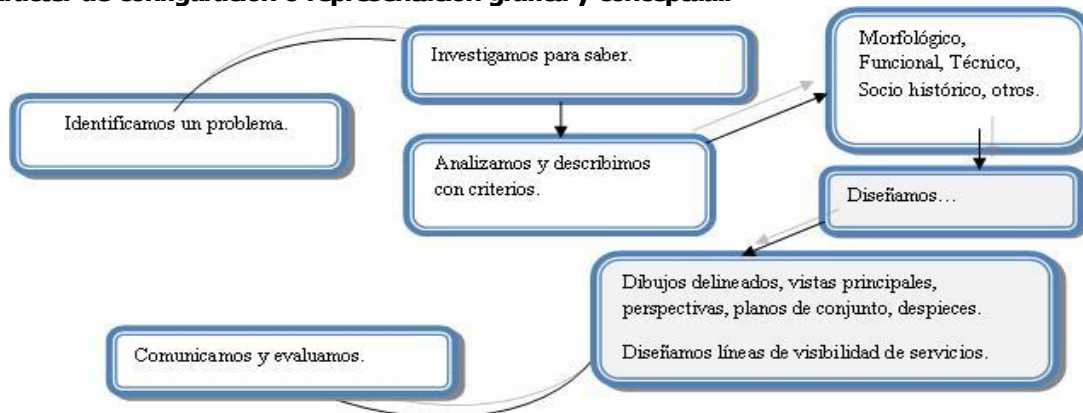 Identificamos un problema.
Investigamos para saber.
Analizamos y describimos
con criterios.
Morfológico,
Funcional, Técnico,
Socio histórico, otros.
Diseñamos…
Dibujos delineados, vistas principales,
perspectivas, planos de conjunto, despieces.
Diseñamos líneas de visibilidad de servicios.
Comunicamos y evaluamos.